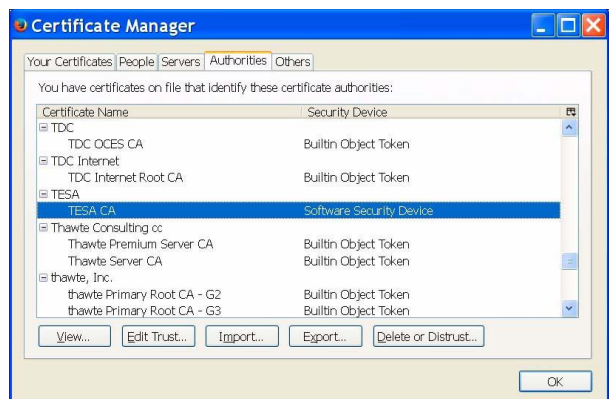 Certificate Manager
Your Certificates People Servers Authorities Others
You have certificates on file that identify these certificate authorities:
Certificate Name Security Device
TDC
TDC OCES CA Builtin Object Token
TDC Internet
TDC Internet Root CA Builtin Object Token
TESA
TESA CA Software Security Device
Thawte Consulting cc
Thawte Premium Server CA Builtin Object Token
Thawte Server CA Builtin Object Token
thawte, Inc.
thawte Primary Root CA - G2 Builtin Object Token
thawte Primary Root CA - G3 Builtin Object Token
View... Edit Trust... Import... Export... Delete or Distrust...
OK